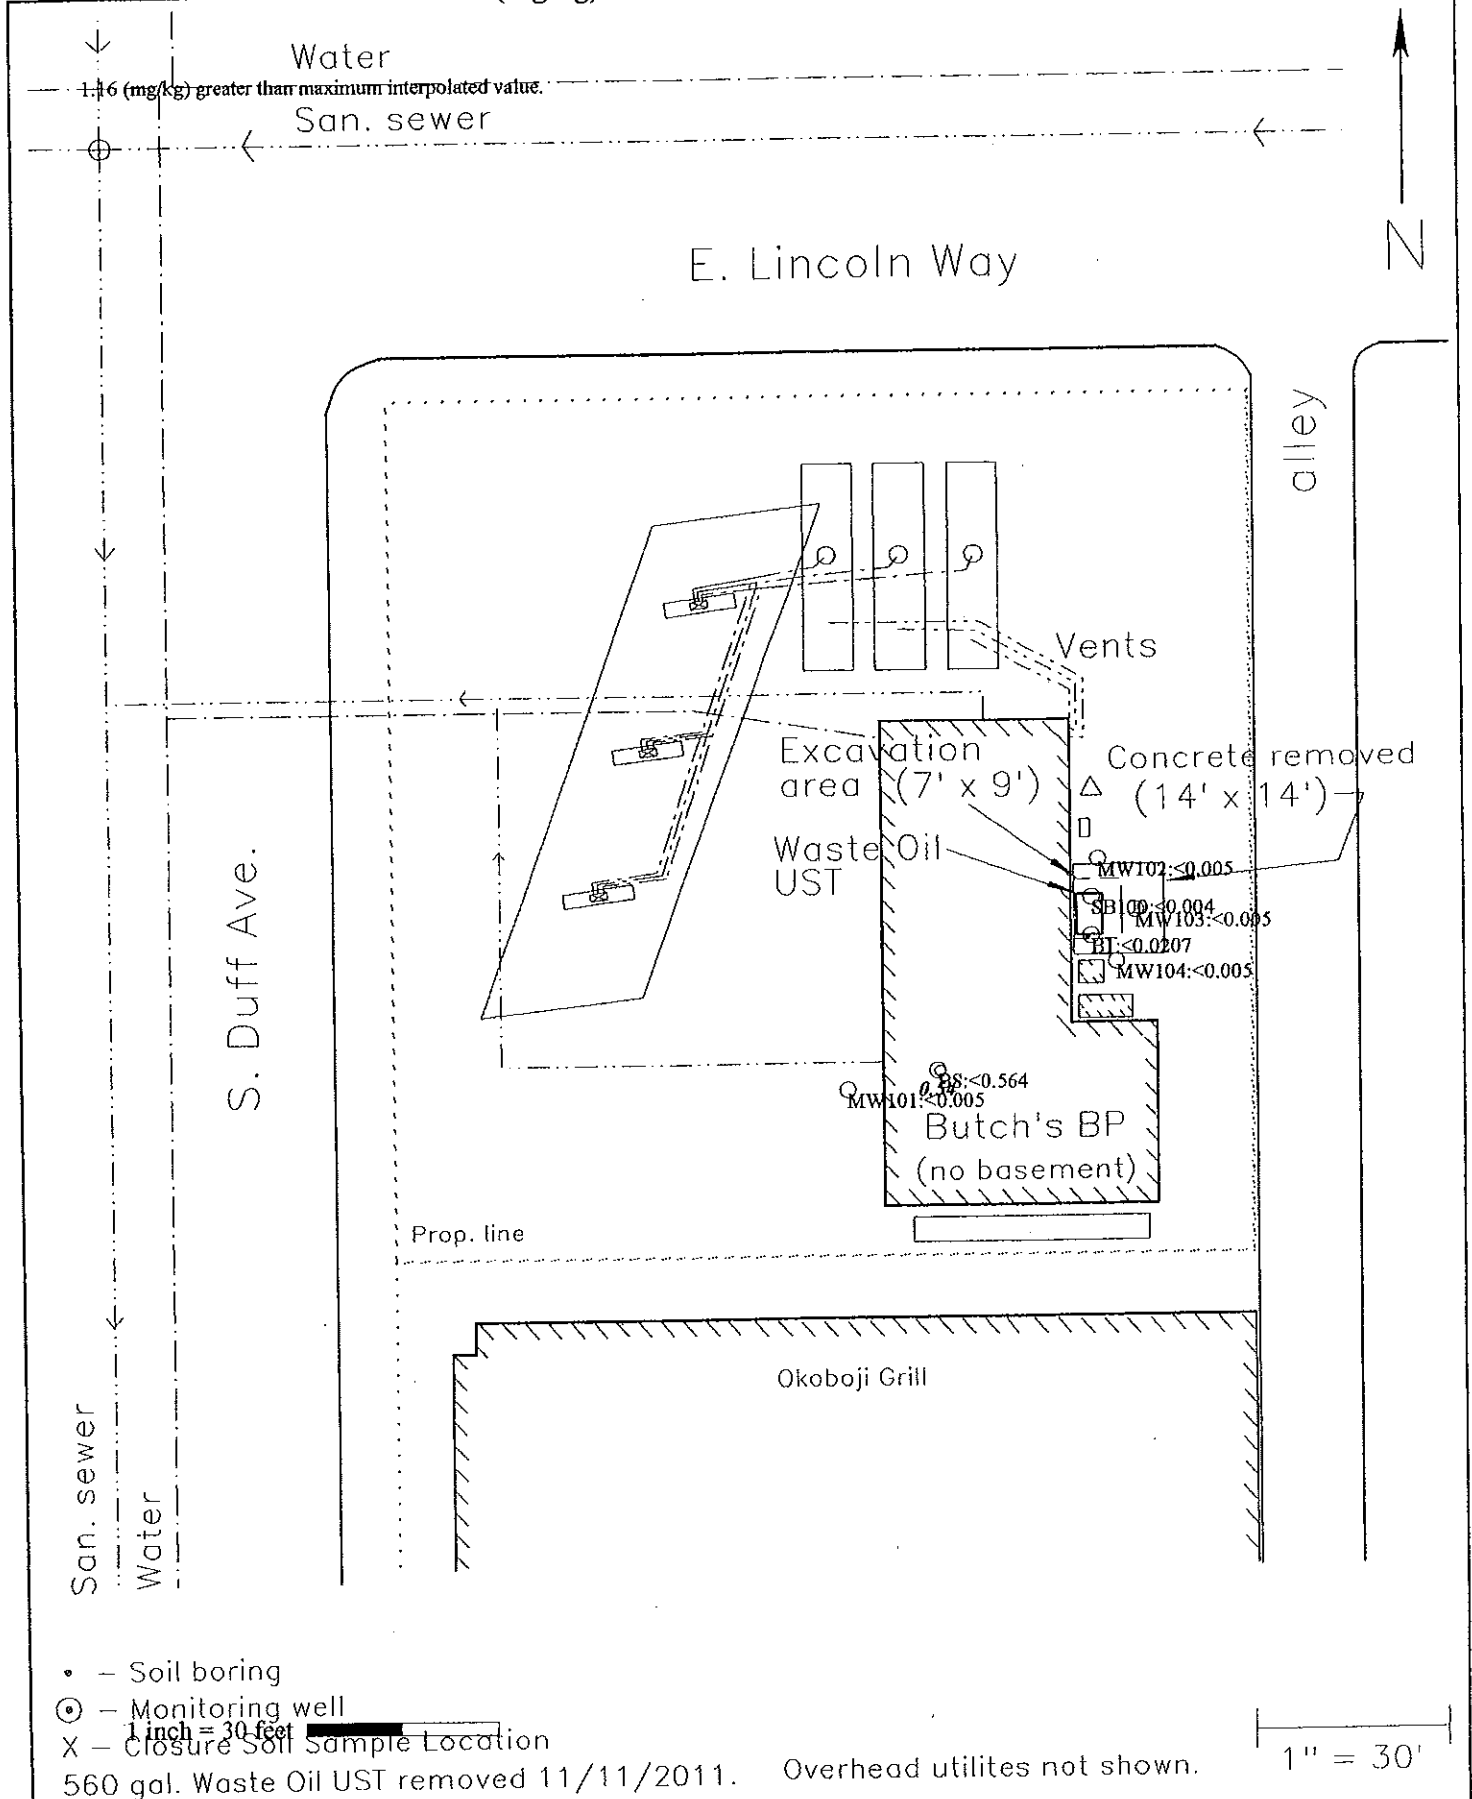 Water
1.16 (mg/kg) greater than maximum interpolated value.
San. sewer
N
E. Lincoln Way
alley
Vents
Excavation
area (7' x 9')
Concrete removed
(14' x 14')
Waste Oil
UST
MW102:<0.005
SB100:<0.004
MW103:<0.005
BT:<0.0207
MW104:<0.005
S. Duff Ave.
BS:<0.564
MW101:<0.005
Butch's BP
(no basement)
Prop. line
Okoboji Grill
San. sewer
Water
• – Soil boring
– Monitoring well
1 inch = 30 feet
X – Closure Soil Sample Location
560 gal. Waste Oil UST removed 11/11/2011.
Overhead utilites not shown.
1" = 30'